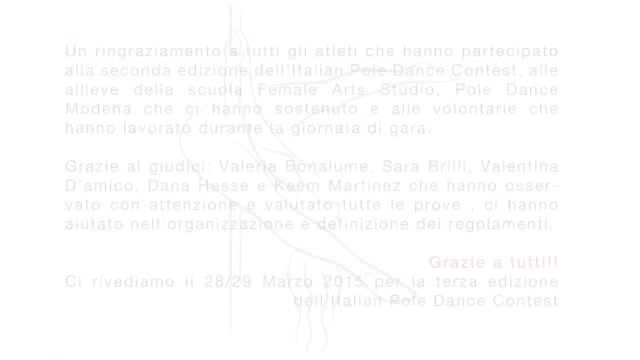 Un ringraziamento a tutti gli atleti che hanno partecipato
alla seconda edizione dell'Italian Pole Dance Contest, alle
allieve della scuola Female Arts Studio, Pole Dance
Modena che ci hanno sostenuto e alle volontarie che
hanno lavorato durante la giornata di gara.
Grazie ai giudici: Valeria Bonalume, Sara Brilli, Valentina
D'amico, Dana Hesse e Keem Martinez che hanno osser-
vato con attenzione e valutato tutte le prove , ci hanno
aiutato nell'organizzazione e definizione dei regolamenti.
Grazie a tutti!!!
Ci rivediamo il 28/29 Marzo 2015 per la terza edizione
dell'Italian Pole Dance Contest